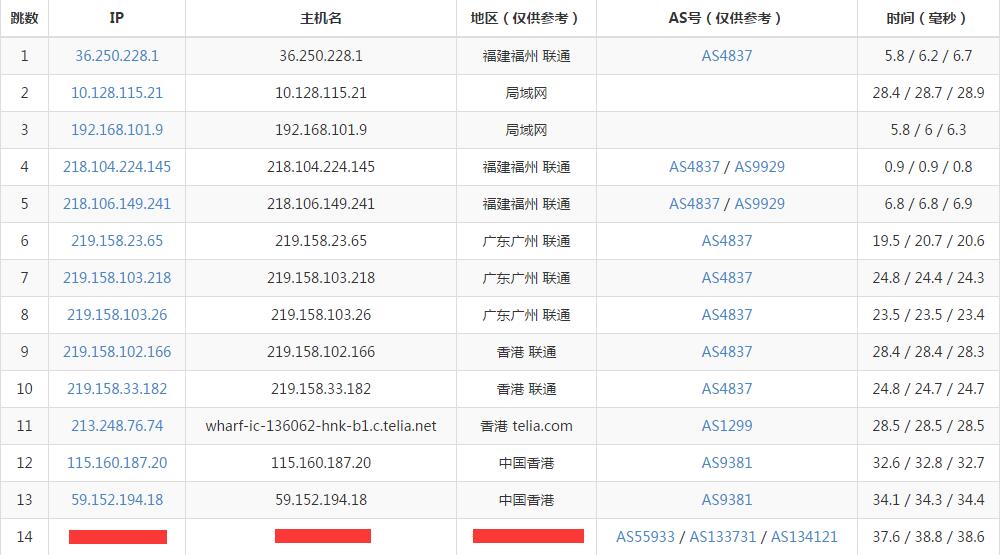 跳数 IP 主机名 地区（仅供参考） AS号（仅供参考） 时间（毫秒）
1 36.250.228.1 36.250.228.1 福建福州 联通 AS4837 5.8 / 6.2 / 6.7
2 10.128.115.21 10.128.115.21 局域网 28.4 / 28.7 / 28.9
3 192.168.101.9 192.168.101.9 局域网 5.8 / 6 / 6.3
4 218.104.224.145 218.104.224.145 福建福州 联通 AS4837 / AS9929 0.9 / 0.9 / 0.8
5 218.106.149.241 218.106.149.241 福建福州 联通 AS4837 / AS9929 6.8 / 6.8 / 6.9
6 219.158.23.65 219.158.23.65 广东广州 联通 AS4837 19.5 / 20.7 / 20.6
7 219.158.103.218 219.158.103.218 广东广州 联通 AS4837 24.8 / 24.4 / 24.3
8 219.158.103.26 219.158.103.26 广东广州 联通 AS4837 23.5 / 23.5 / 23.4
9 219.158.102.166 219.158.102.166 香港 联通 AS4837 28.4 / 28.4 / 28.3
10 219.158.33.182 219.158.33.182 香港 联通 AS4837 24.8 / 24.7 / 24.7
11 213.248.76.74 wharf-ic-136062-hnk-b1.c.telia.net 香港 telia.com AS1299 28.5 / 28.5 / 28.5
12 115.160.187.20 115.160.187.20 中国香港 AS9381 32.6 / 32.8 / 32.7
13 59.152.194.18 59.152.194.18 中国香港 AS9381 34.1 / 34.3 / 34.4
14 AS55933 / AS133731 / AS134121 37.6 / 38.8 / 38.6